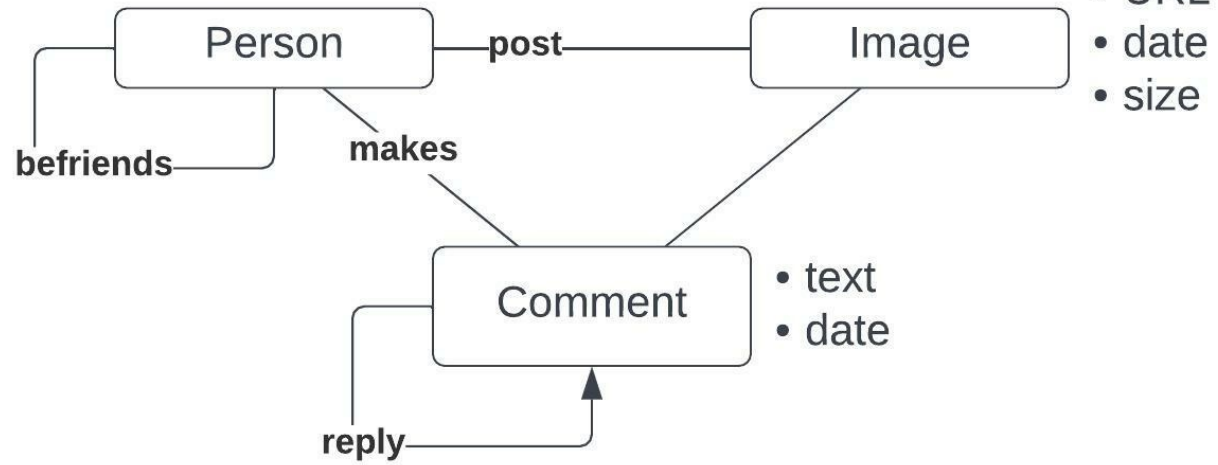 Person
post
Image
• date
• size
makes
befriends
Comment
• text
• date
reply